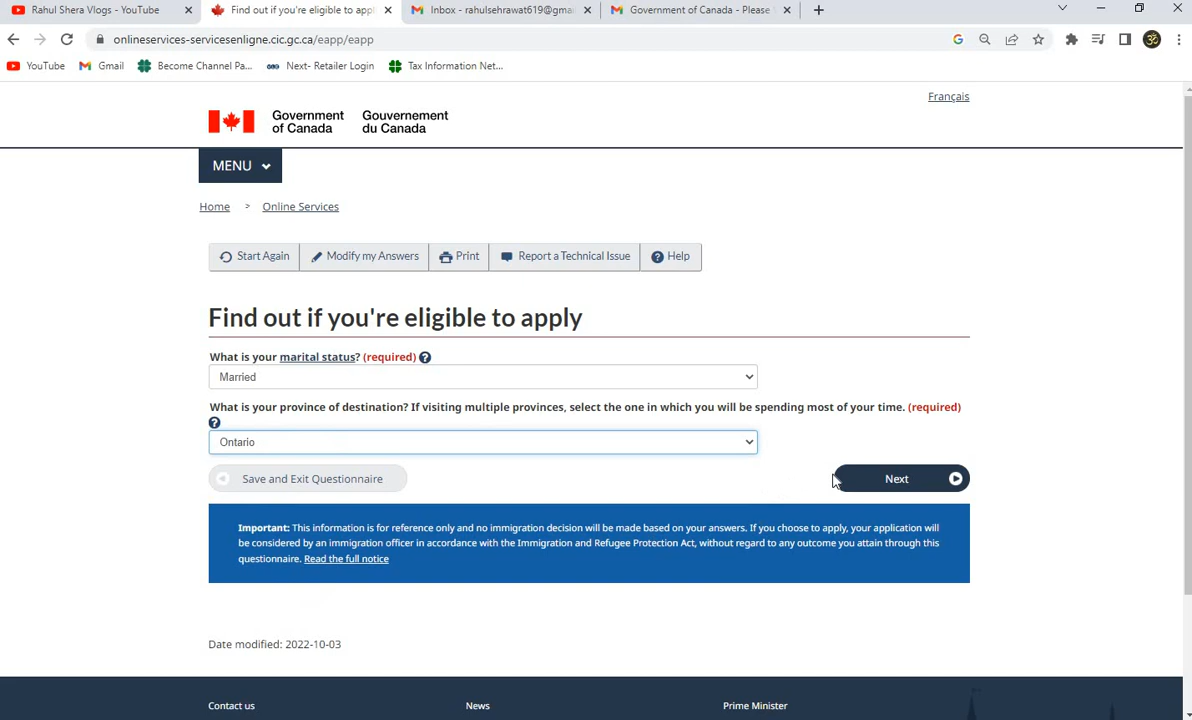 Rahul Shera Vlogs - YouTube
Find out if you're eligible to appl
Inbox - rahulsehrawat619@gma
Government of Canada - Please
onlineservices-servicesenligne.cic.gc.ca/eapp/eapp
YouTube
Gmail
Become Channel Pa...
Next- Retailer Login
Tax Information Net...
Français
Government of Canada
Gouvernement du Canada
MENU
Home > Online Services
Start Again
Modify my Answers
Print
Report a Technical Issue
Help
Find out if you're eligible to apply
What is your marital status? (required)
Married
What is your province of destination? If visiting multiple provinces, select the one in which you will be spending most of your time. (required)
Ontario
Save and Exit Questionnaire
Next
Important: This information is for reference only and no immigration decision will be made based on your answers. If you choose to apply, your application will
be considered by an immigration officer in accordance with the Immigration and Refugee Protection Act, without regard to any outcome you attain through this
questionnaire. Read the full notice
Date modified: 2022-10-03
Contact us
News
Prime Minister